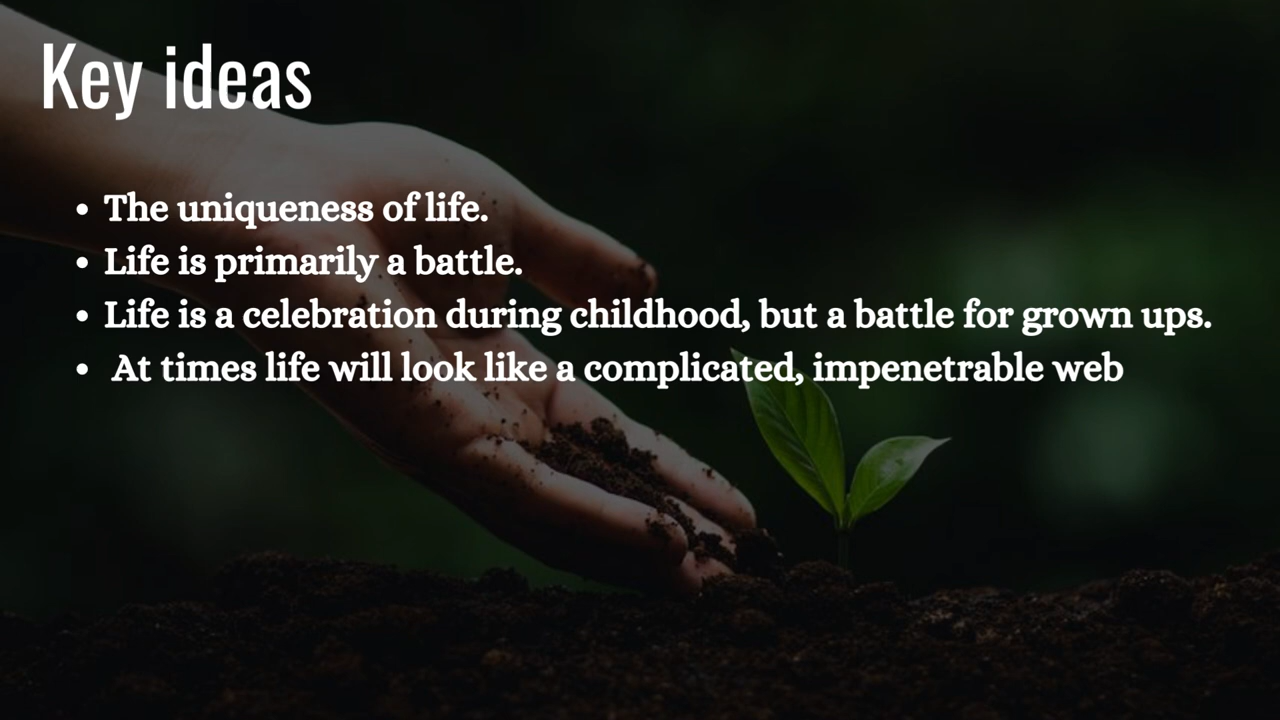 Key ideas
• The uniqueness of life.
• Life is primarily a battle.
• Life is a celebration during childhood, but a battle for grown ups.
• At times life will look like a complicated, impenetrable web